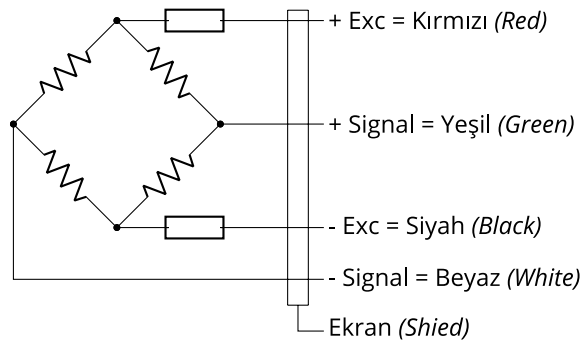 + Exc = Kırmızı (Red)
+ Signal = Yeşil (Green)
- Exc = Siyah (Black)
- Signal = Beyaz (White)
Ekran (Shied)